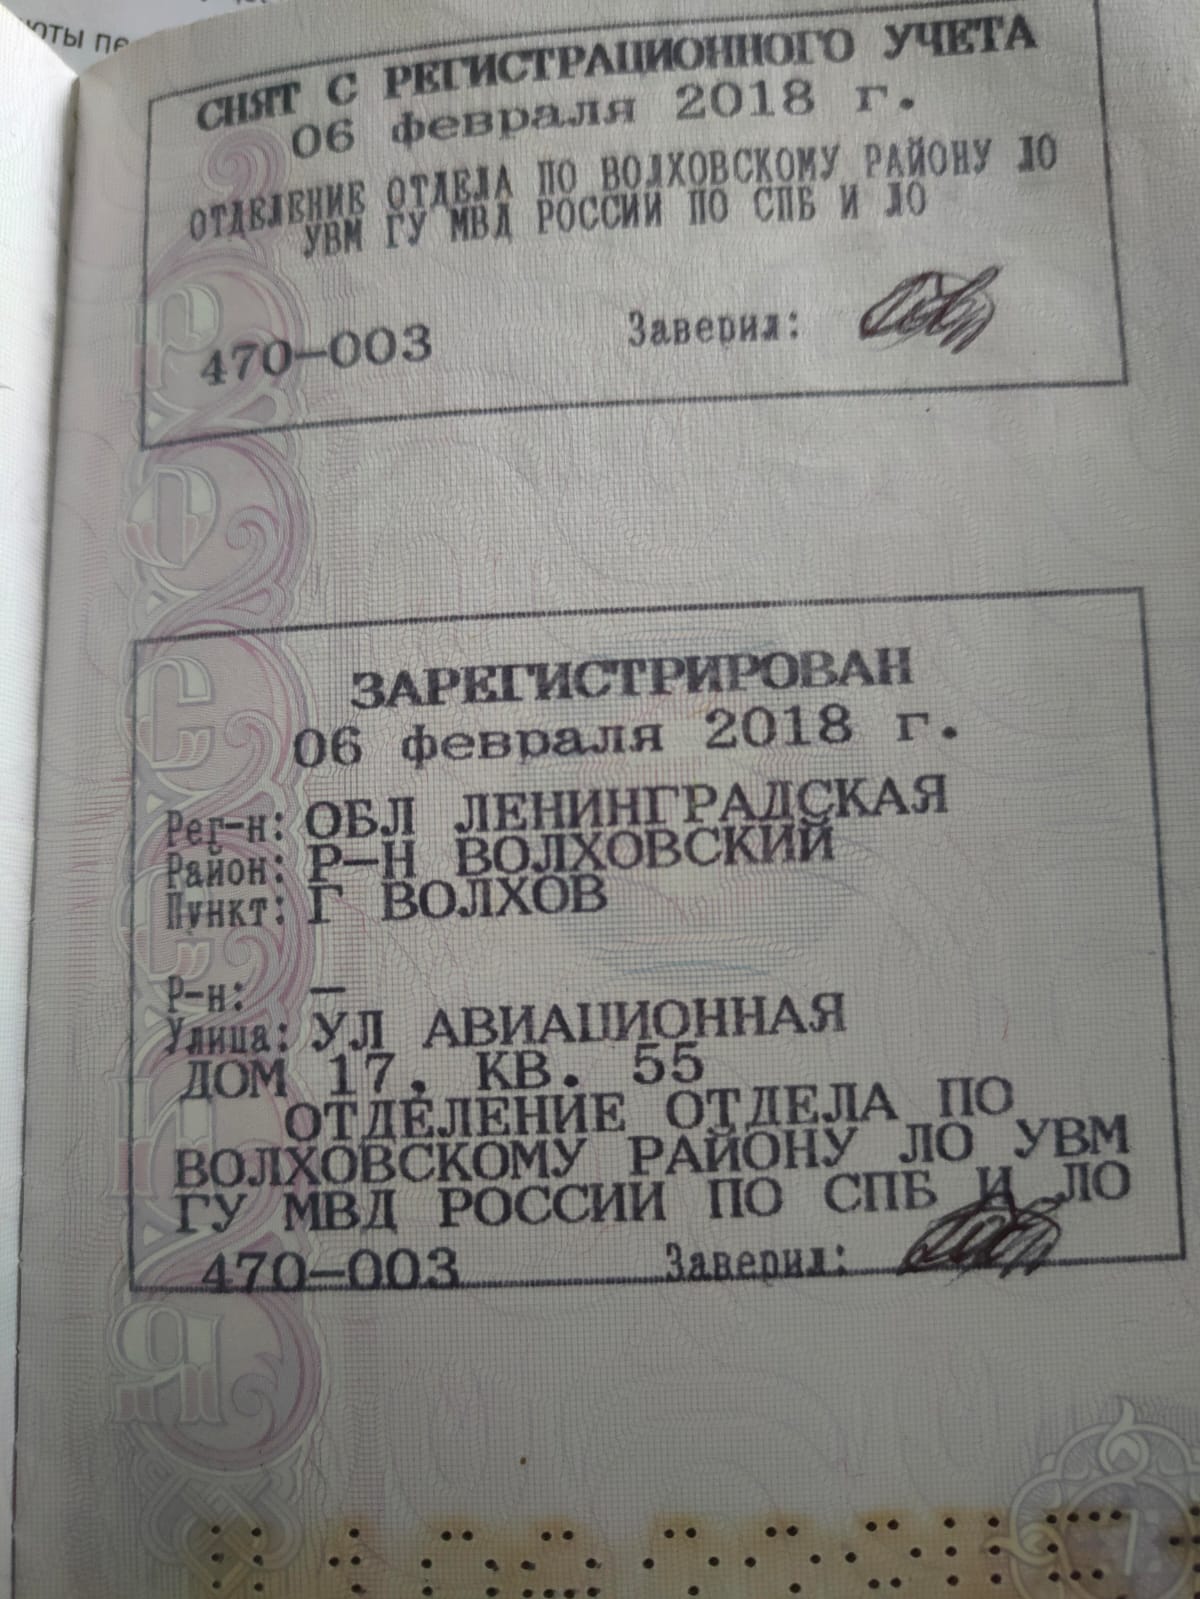 СНЯТ С РЕГИСТРАЦИОННОГО УЧЕТА
06 февраля 2018 г.
ОТДЕЛЕНИЕ ОТДЕЛА ПО ВОЛХОВСКОМУ РАЙОНУ ЛО
УВМ ГУ МВД РОССИИ ПО СПБ И ЛО
470-003 Заверил:
ЗАРЕГИСТРИРОВАН
06 февраля 2018 г.
Рег-н: ОБЛ ЛЕНИНГРАДСКАЯ
Район: Р-Н ВОЛХОВСКИЙ
Пункт: Г ВОЛХОВ
Р-н: –
Улица: УЛ АВИАЦИОННАЯ
ДОМ 17, КВ. 55
ОТДЕЛЕНИЕ ОТДЕЛА ПО
ВОЛХОВСКОМУ РАЙОНУ ЛО УВМ
ГУ МВД РОССИИ ПО СПБ И ЛО
470-003 Заверил:
7